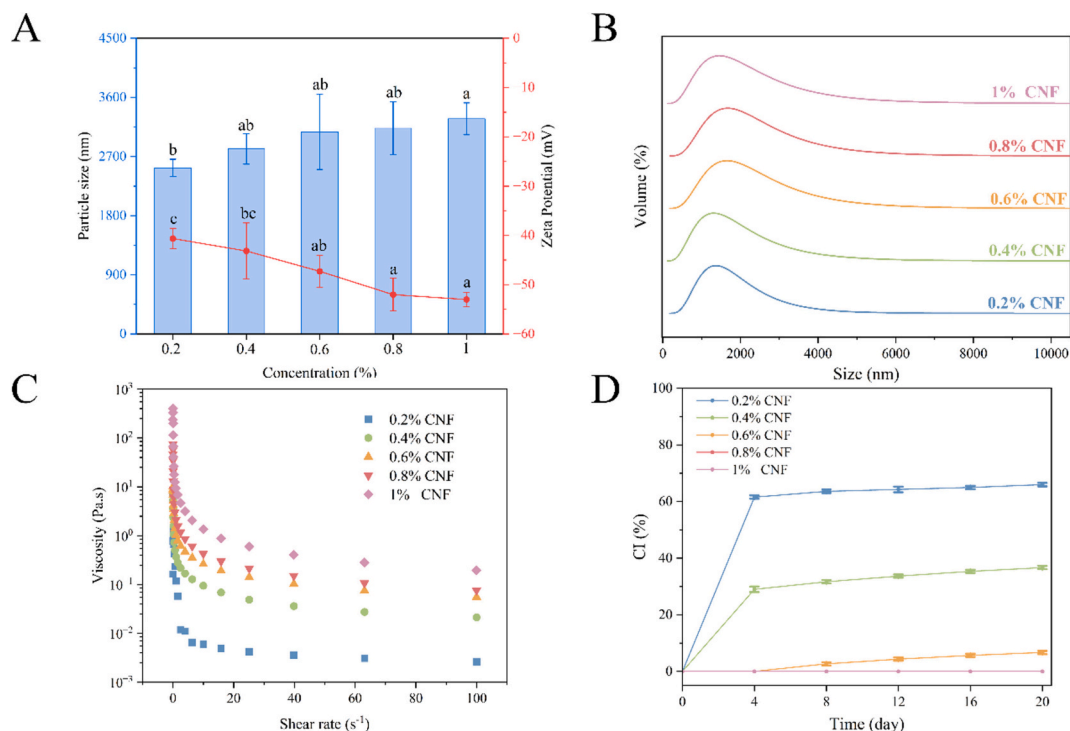 A
4500
3600
2700
1800
900
0
Particle size (nm)
0
−10
−20
−30
−40
−50
−60
Zeta Potential (mV)
b
ab
ab
ab
a
c
bc
ab
a
a
0.2
0.4
0.6
0.8
1
Concentration (%)
B
Volume (%)
1% CNF
0.8% CNF
0.6% CNF
0.4% CNF
0.2% CNF
0
2000
4000
6000
8000
10000
Size (nm)
C
10³
10²
10¹
10⁰
10⁻¹
10⁻²
10⁻³
Viscosity (Pa.s)
0.2% CNF
0.4% CNF
0.6% CNF
0.8% CNF
1% CNF
0
20
40
60
80
100
Shear rate (s⁻¹)
D
100
80
60
40
20
0
CI (%)
0.2% CNF
0.4% CNF
0.6% CNF
0.8% CNF
1% CNF
0
4
8
12
16
20
Time (day)